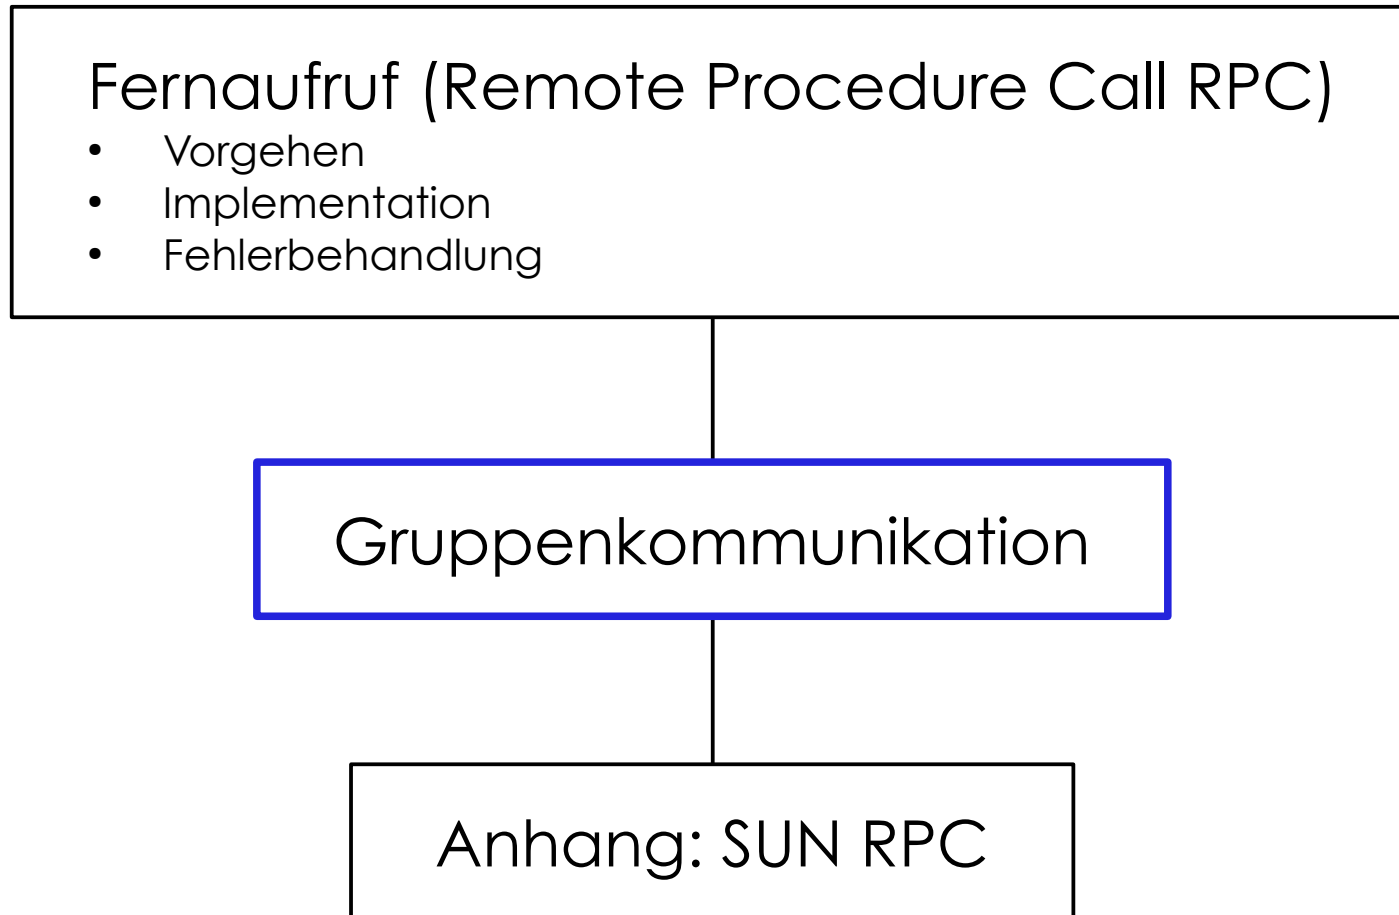 Fernaufruf (Remote Procedure Call RPC)
• Vorgehen
• Implementation
• Fehlerbehandlung
Gruppenkommunikation
Anhang: SUN RPC